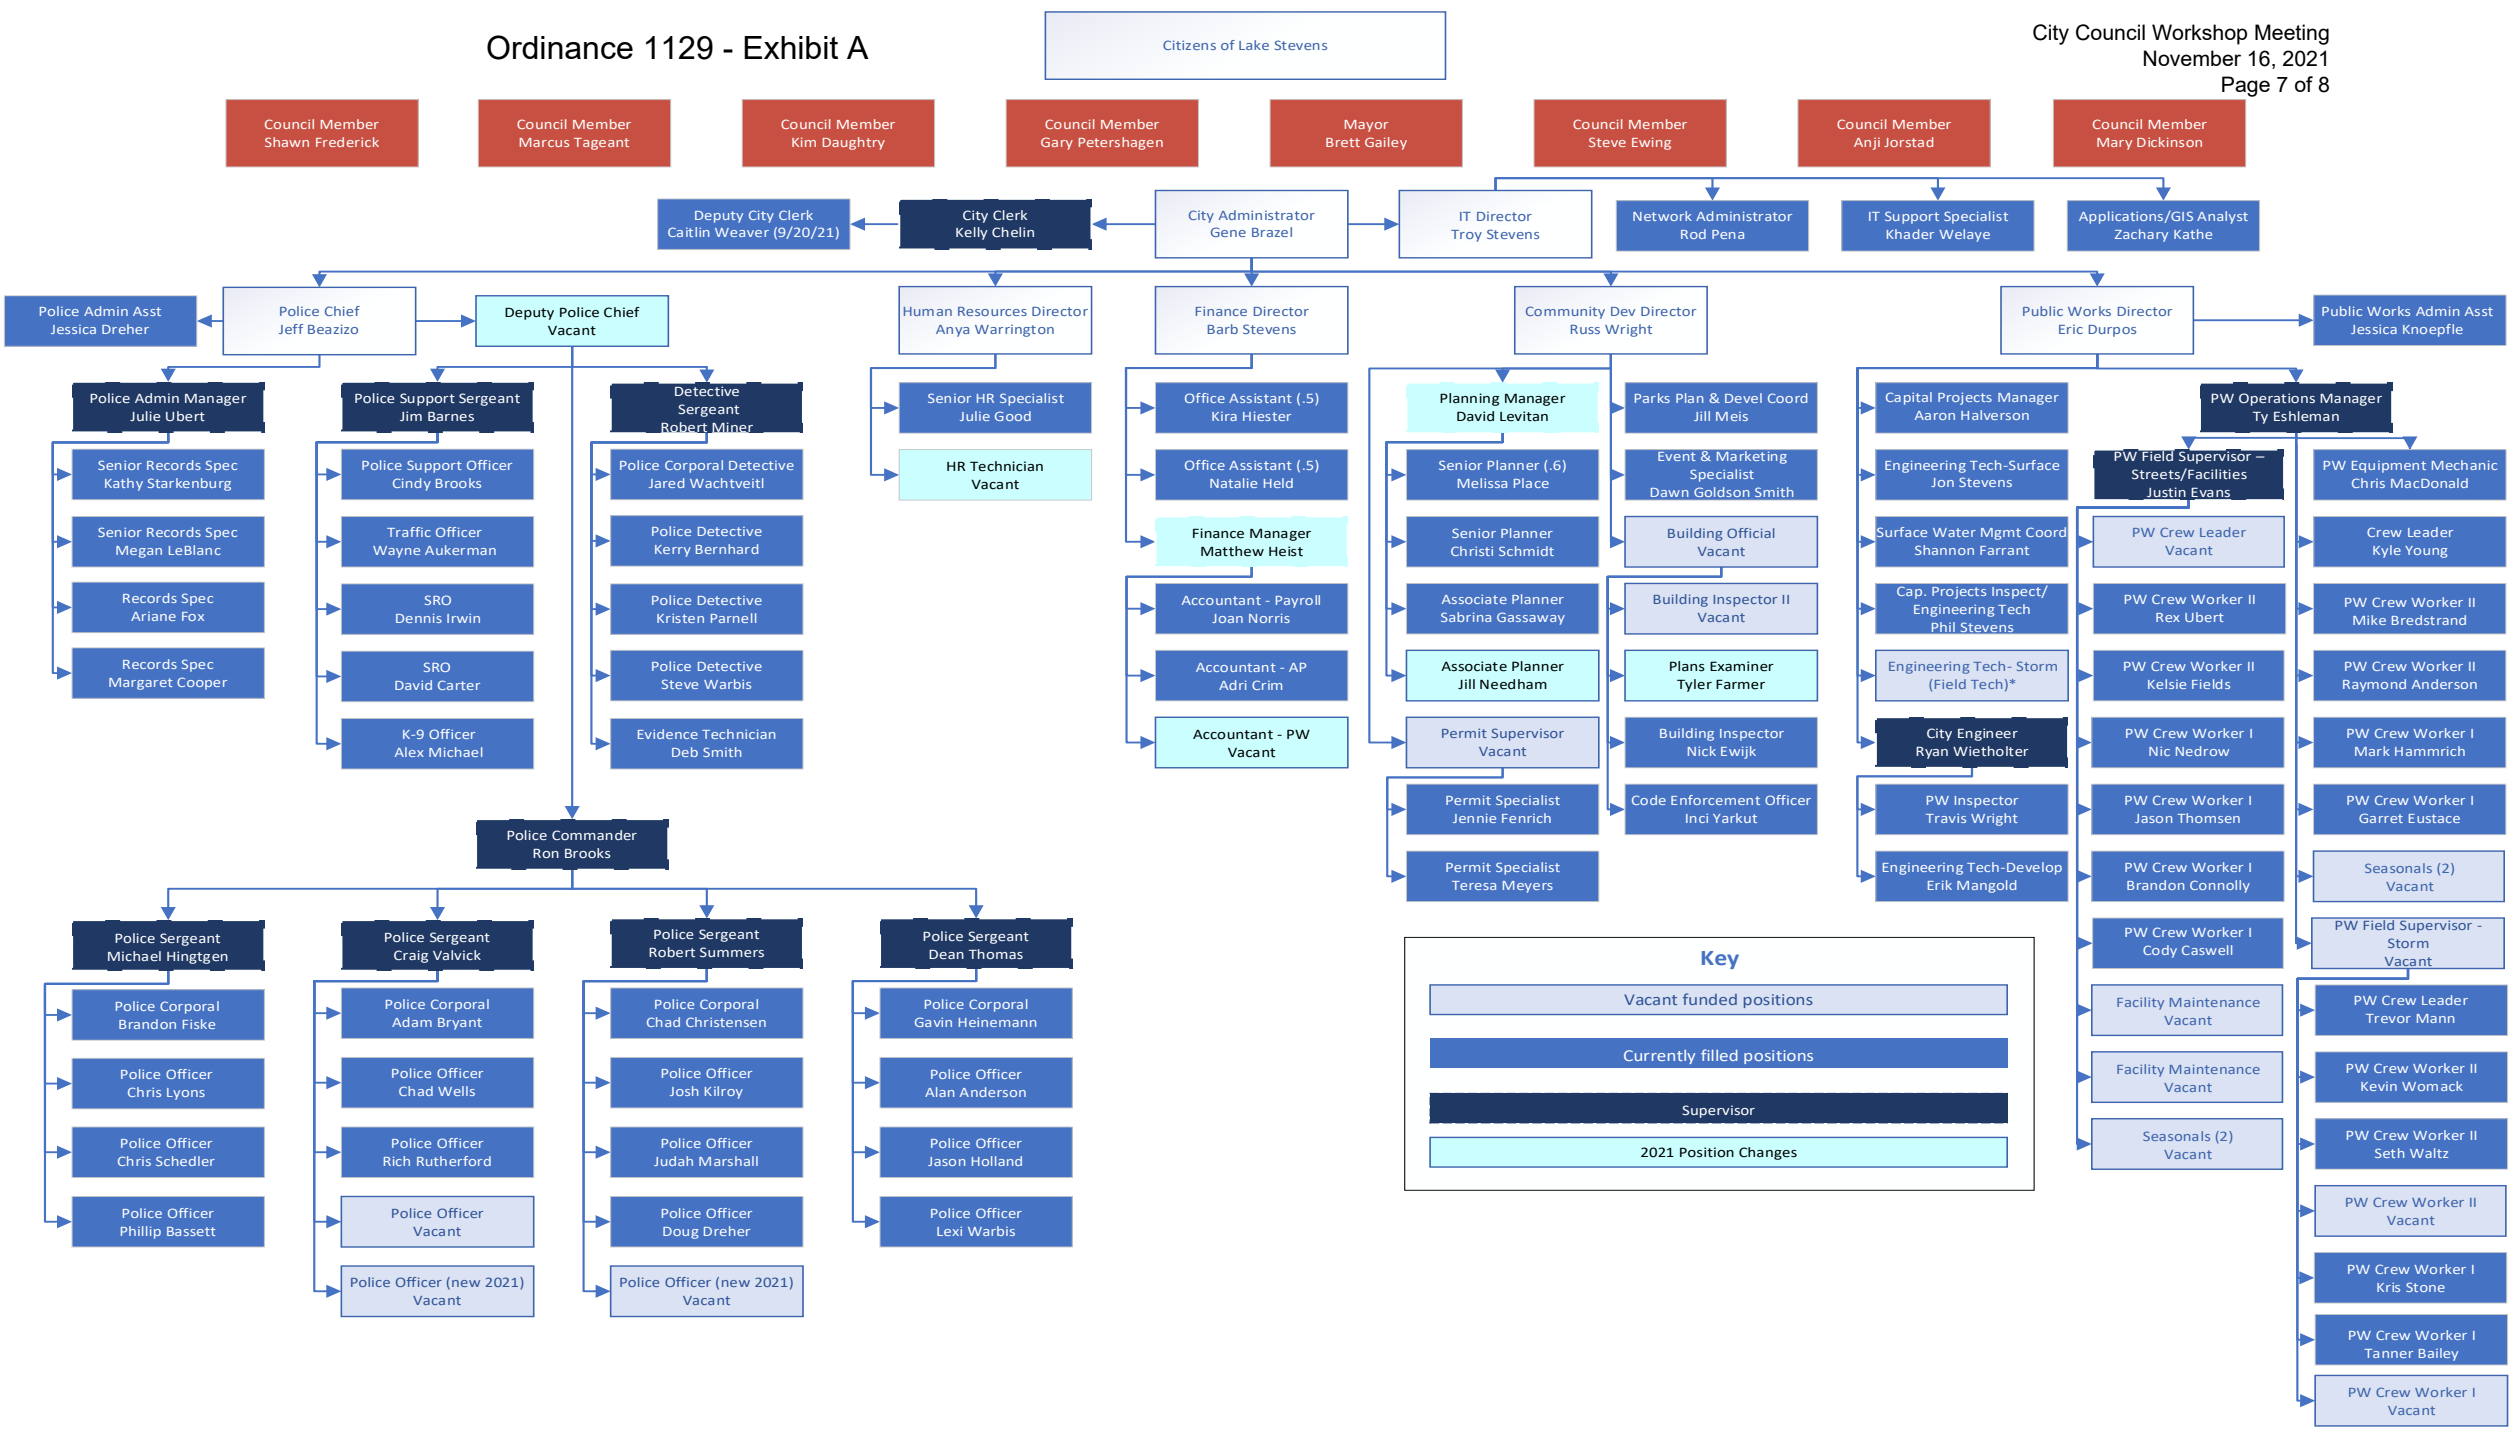 Ordinance 1129 - Exhibit A
Citizens of Lake Stevens
City Council Workshop Meeting
November 16, 2021
Page 7 of 8
Council Member
Shawn Frederick
Council Member
Marcus Tageant
Council Member
Kim Daughtry
Council Member
Gary Petershagen
Mayor
Brett Gailey
Council Member
Steve Ewing
Council Member
Anji Jorstad
Council Member
Mary Dickinson
Deputy City Clerk
Caitlin Weaver (9/20/21)
City Clerk
Kelly Chelin
City Administrator
Gene Brazel
IT Director
Troy Stevens
Network Administrator
Rod Pena
IT Support Specialist
Khader Welaye
Applications/GIS Analyst
Zachary Kathe
Police Admin Asst
Jessica Dreher
Police Chief
Jeff Beazizo
Deputy Police Chief
Vacant
Human Resources Director
Anya Warrington
Finance Director
Barb Stevens
Community Dev Director
Russ Wright
Public Works Director
Eric Durpos
Public Works Admin Asst
Jessica Knoepfle
Police Admin Manager
Julie Ubert
Senior Records Spec
Kathy Starkenburg
Senior Records Spec
Megan LeBlanc
Records Spec
Ariane Fox
Records Spec
Margaret Cooper
Police Support Sergeant
Jim Barnes
Police Support Officer
Cindy Brooks
Traffic Officer
Wayne Aukerman
SRO
Dennis Irwin
SRO
David Carter
K-9 Officer
Alex Michael
Detective
Sergeant
Robert Miner
Police Corporal Detective
Jared Wachtveitl
Police Detective
Kerry Bernhard
Police Detective
Kristen Parnell
Police Detective
Steve Warbis
Evidence Technician
Deb Smith
Senior HR Specialist
Julie Good
HR Technician
Vacant
Office Assistant (.5)
Kira Hiester
Office Assistant (.5)
Natalie Held
Finance Manager
Matthew Heist
Accountant - Payroll
Joan Norris
Accountant - AP
Adri Crim
Accountant - PW
Vacant
Planning Manager
David Levitan
Senior Planner (.6)
Melissa Place
Senior Planner
Christi Schmidt
Associate Planner
Sabrina Gassaway
Associate Planner
Jill Needham
Permit Supervisor
Vacant
Permit Specialist
Jennie Fenrich
Permit Specialist
Teresa Meyers
Parks Plan & Devel Coord
Jill Meis
Event & Marketing
Specialist
Dawn Goldson Smith
Building Official
Vacant
Building Inspector II
Vacant
Plans Examiner
Tyler Farmer
Building Inspector
Nick Ewijk
Code Enforcement Officer
Inci Yarkut
Capital Projects Manager
Aaron Halverson
Engineering Tech-Surface
Jon Stevens
Surface Water Mgmt Coord
Shannon Farrant
Cap. Projects Inspect/
Engineering Tech
Phil Stevens
Engineering Tech- Storm
(Field Tech)*
City Engineer
Ryan Wietholter
PW Inspector
Travis Wright
Engineering Tech-Develop
Erik Mangold
PW Operations Manager
Ty Eshleman
PW Field Supervisor –
Streets/Facilities
Justin Evans
PW Crew Leader
Vacant
PW Crew Worker II
Rex Ubert
PW Crew Worker II
Kelsie Fields
PW Crew Worker I
Nic Nedrow
PW Crew Worker I
Jason Thomsen
PW Crew Worker I
Brandon Connolly
PW Crew Worker I
Cody Caswell
Facility Maintenance
Vacant
Facility Maintenance
Vacant
Seasonals (2)
Vacant
PW Equipment Mechanic
Chris MacDonald
Crew Leader
Kyle Young
PW Crew Worker II
Mike Bredstrand
PW Crew Worker II
Raymond Anderson
PW Crew Worker I
Mark Hammrich
PW Crew Worker I
Garret Eustace
Seasonals (2)
Vacant
PW Field Supervisor -
Storm
Vacant
PW Crew Leader
Trevor Mann
PW Crew Worker II
Kevin Womack
PW Crew Worker II
Seth Waltz
PW Crew Worker II
Vacant
PW Crew Worker I
Kris Stone
PW Crew Worker I
Tanner Bailey
PW Crew Worker I
Vacant
Police Commander
Ron Brooks
Police Sergeant
Michael Hingtgen
Police Corporal
Brandon Fiske
Police Officer
Chris Lyons
Police Officer
Chris Schedler
Police Officer
Phillip Bassett
Police Sergeant
Craig Valvick
Police Corporal
Adam Bryant
Police Officer
Chad Wells
Police Officer
Rich Rutherford
Police Officer
Vacant
Police Officer (new 2021)
Vacant
Police Sergeant
Robert Summers
Police Corporal
Chad Christensen
Police Officer
Josh Kilroy
Police Officer
Judah Marshall
Police Officer
Doug Dreher
Police Officer (new 2021)
Vacant
Police Sergeant
Dean Thomas
Police Corporal
Gavin Heinemann
Police Officer
Alan Anderson
Police Officer
Jason Holland
Police Officer
Lexi Warbis
Key
Vacant funded positions
Currently filled positions
Supervisor
2021 Position Changes